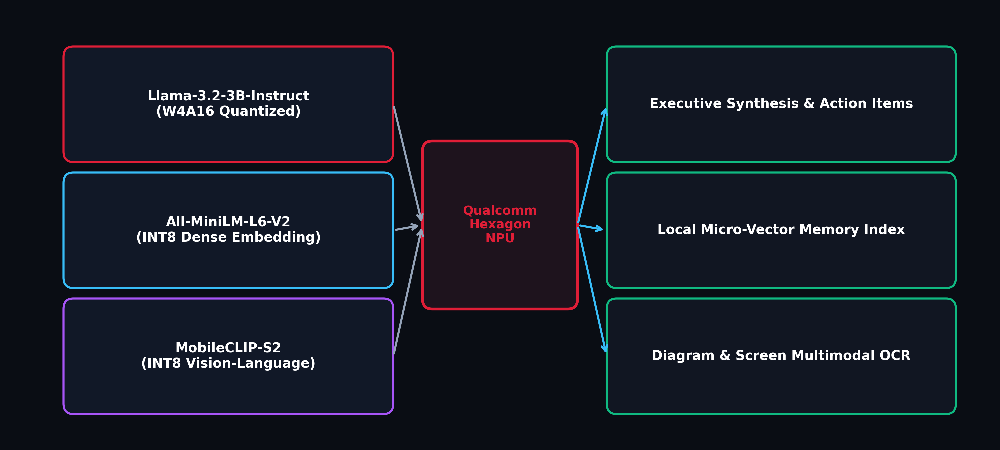 Llama-3.2-3B-Instruct
(W4A16 Quantized)
All-MiniLM-L6-V2
(INT8 Dense Embedding)
MobileCLIP-S2
(INT8 Vision-Language)
Qualcomm
Hexagon
NPU
Executive Synthesis & Action Items
Local Micro-Vector Memory Index
Diagram & Screen Multimodal OCR